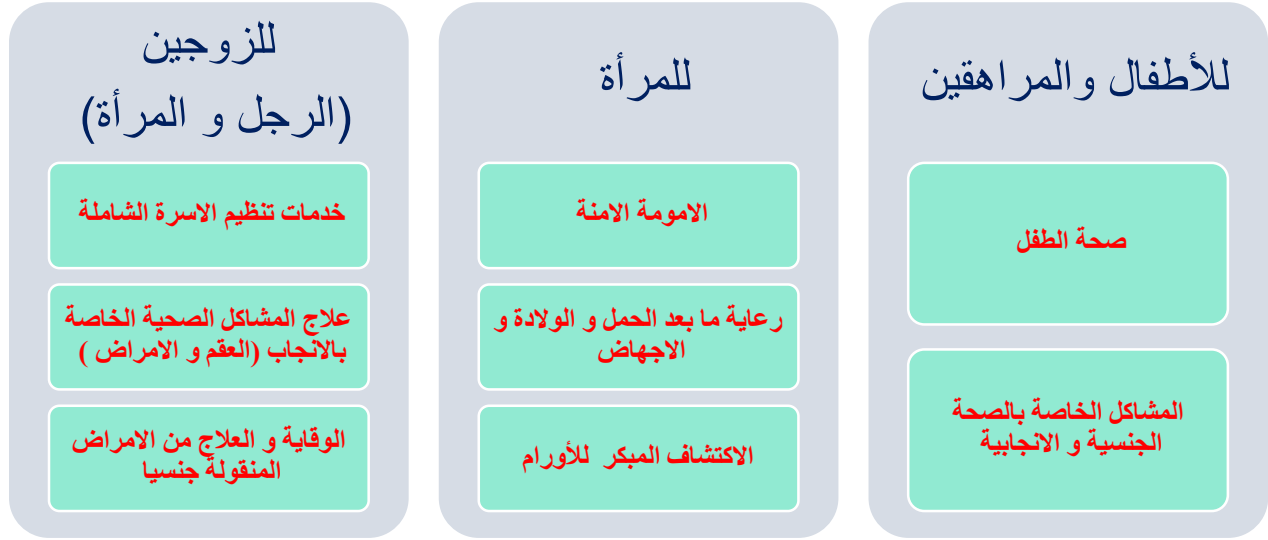 للأطفال والمراهقين
صحة الطفل
المشاكل الخاصة بالصحة
الجنسية و الانجابية
للمرأة
الامومة الامنة
رعاية ما بعد الحمل و الولادة و
الاجهاض
الاكتشاف المبكر للأورام
للزوجين
(الرجل و المرأة)
خدمات تنظيم الاسرة الشاملة
علاج المشاكل الصحية الخاصة
بالانجاب (العقم و الامراض )
الوقاية و العلاج من الامراض
المنقولة جنسيا